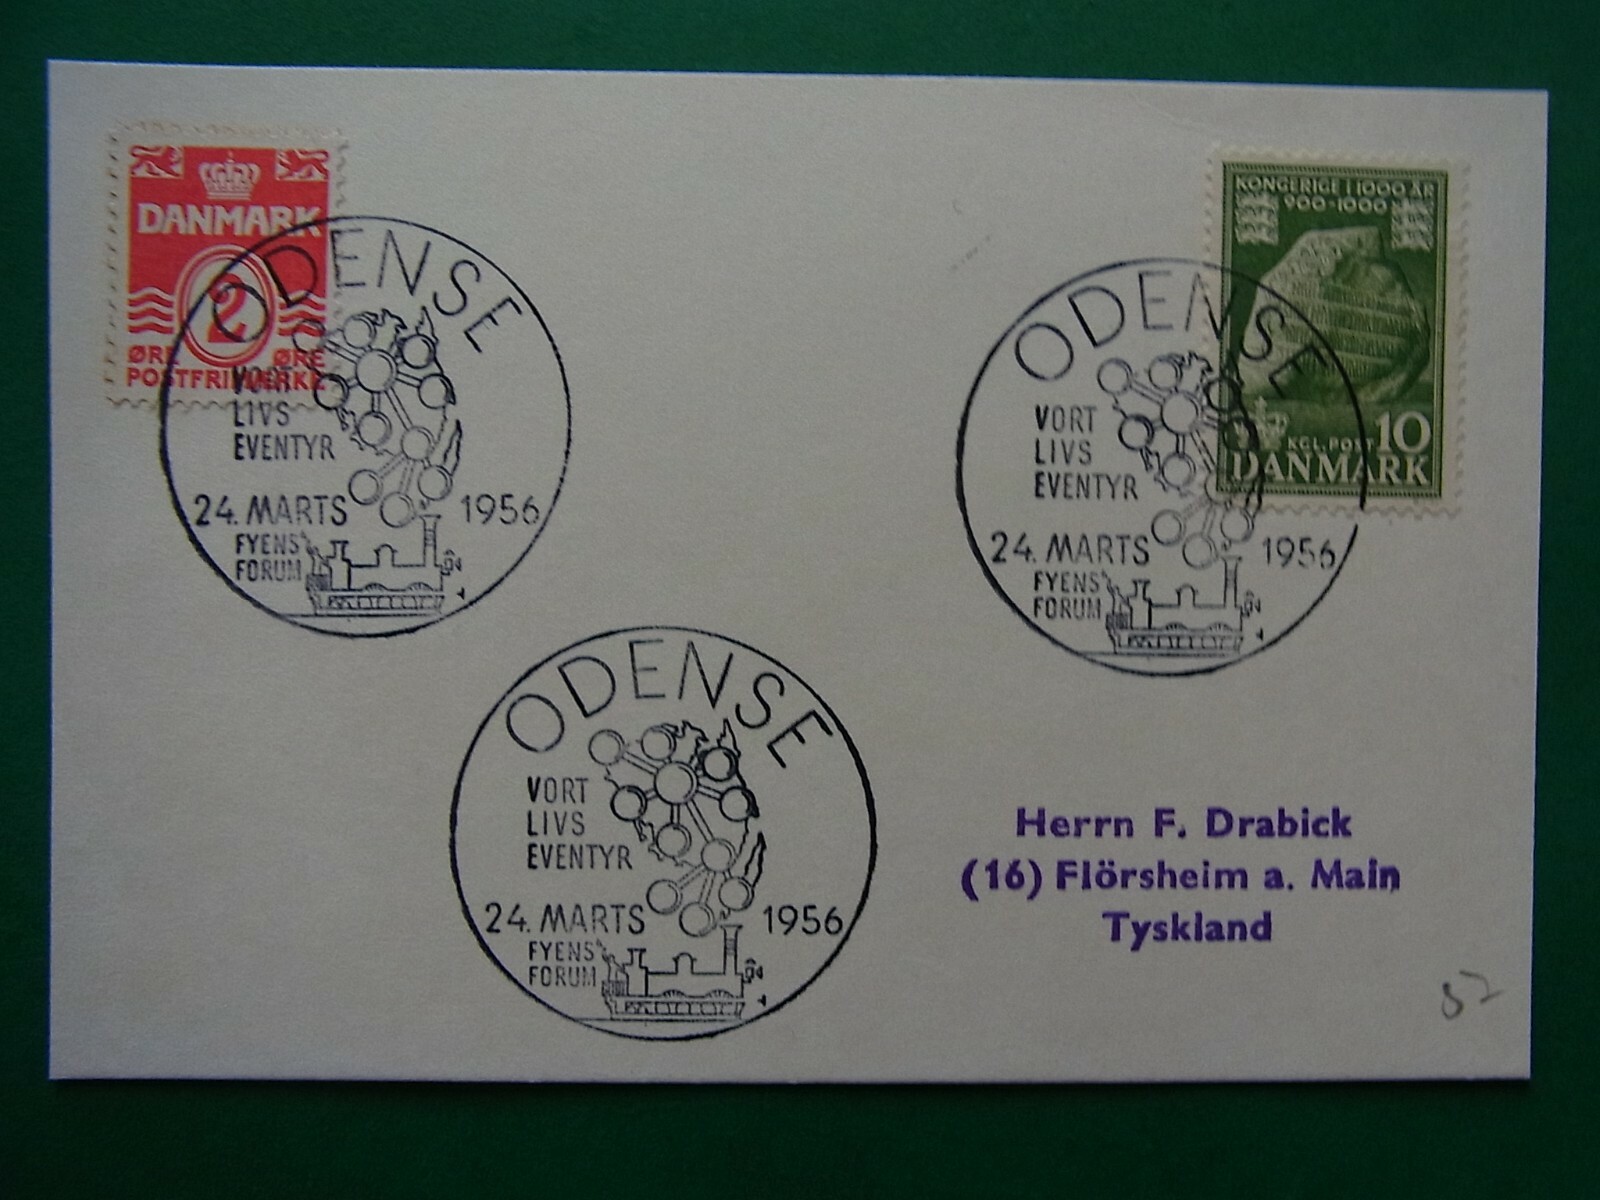 DANMARK
2
ØRE ØRE
POSTFRIMÆRKE
KONGERIGE I 1000 ÅR
900-1000
KGL. POST 10
DANMARK
ODENSE
VORT
LIVS
EVENTYR
24. MARTS 1956
FYENS
FORUM
ODENSE
VORT
LIVS
EVENTYR
24. MARTS 1956
FYENS
FORUM
ODENSE
VORT
LIVS
EVENTYR
24. MARTS 1956
FYENS
FORUM
Herrn F. Drabick
(16) Flörsheim a. Main
Tyskland